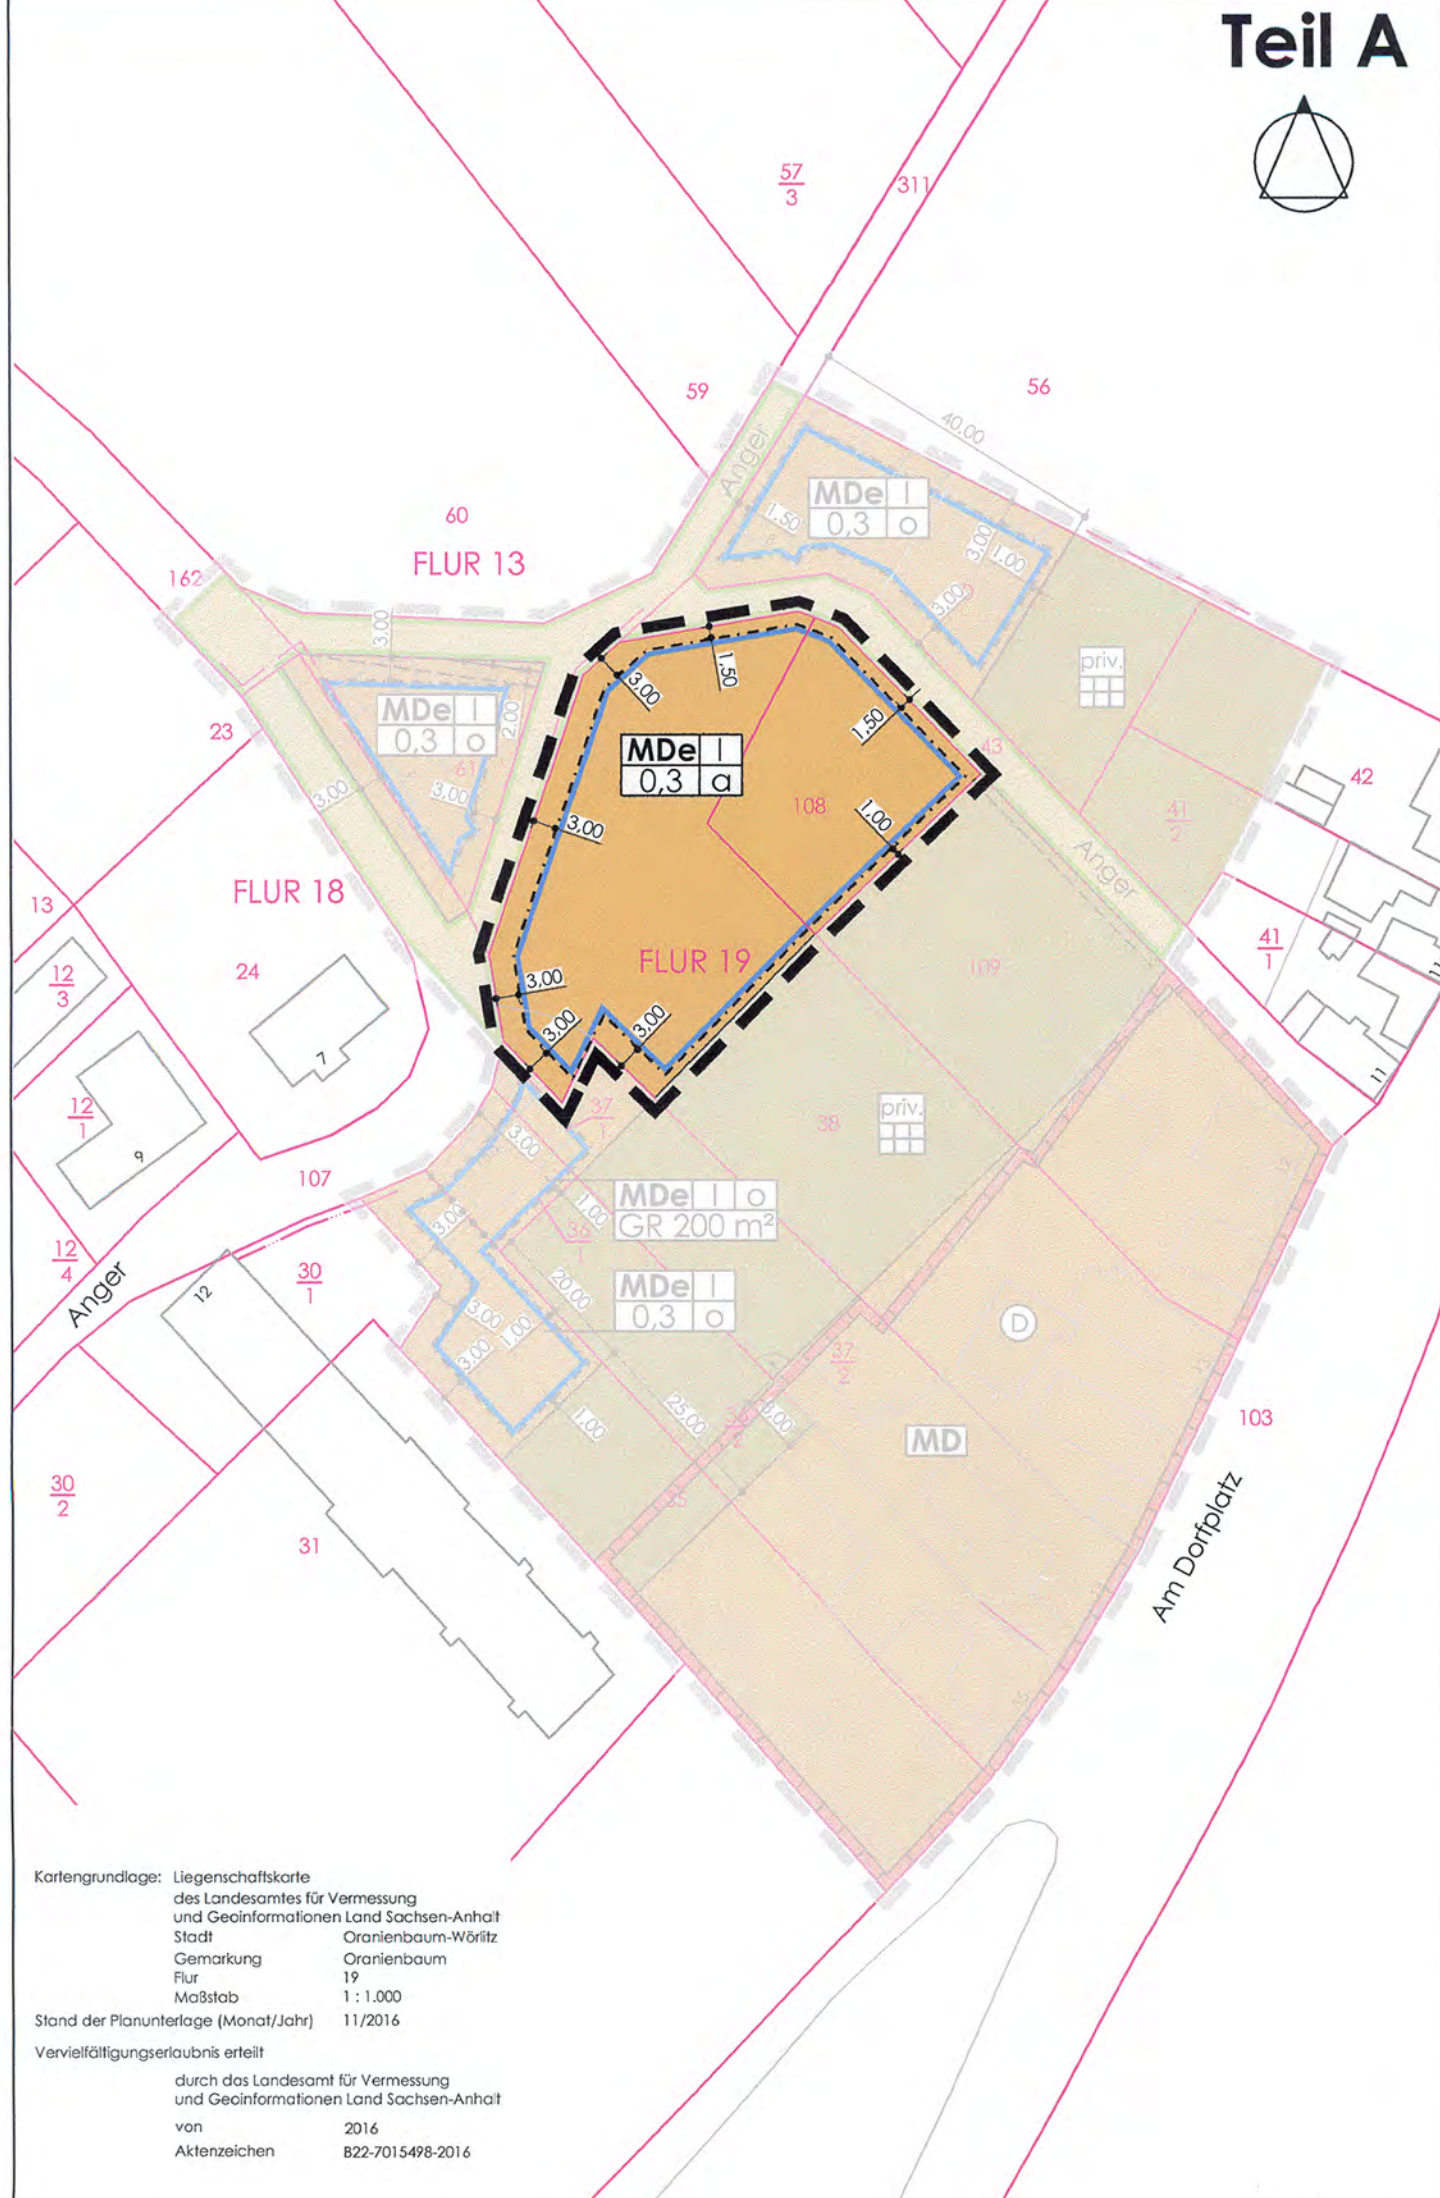 Teil A
57
3
311
59
56
40,00
Anger
MDe I
0,3 o
1,50
3,00
1,00
3,00
60
FLUR 13
162
3,00
priv.
1,50
3,00
MDe I
0,3 o
2,00
23
61
3,00
3,00
MDe I
0,3 a
1,50
43
42
108
1,00
41
2
3,00
Anger
FLUR 18
13
24
12
3
FLUR 19
109
41
1
11
3,00
3,00
3,00
7
11
12
1
9
37
1
38
priv.
3,00
107
MDe I o
GR 200 m²
1,00
3,00
36
1
12
4
Anger
12
30
1
20,00
MDe I
0,3 o
3,00
1,00
3,00
D
37
2
25,00
3,00
1,00
MD
103
30
2
35
31
Am Dorfplatz
Kartengrundlage: Liegenschaftskarte
des Landesamtes für Vermessung
und Geoinformationen Land Sachsen-Anhalt
Stadt Oranienbaum-Wörlitz
Gemarkung Oranienbaum
Flur 19
Maßstab 1 : 1.000
Stand der Planunterlage (Monat/Jahr) 11/2016
Vervielfältigungserlaubnis erteilt
durch das Landesamt für Vermessung
und Geoinformationen Land Sachsen-Anhalt
von 2016
Aktenzeichen B22-7015498-2016